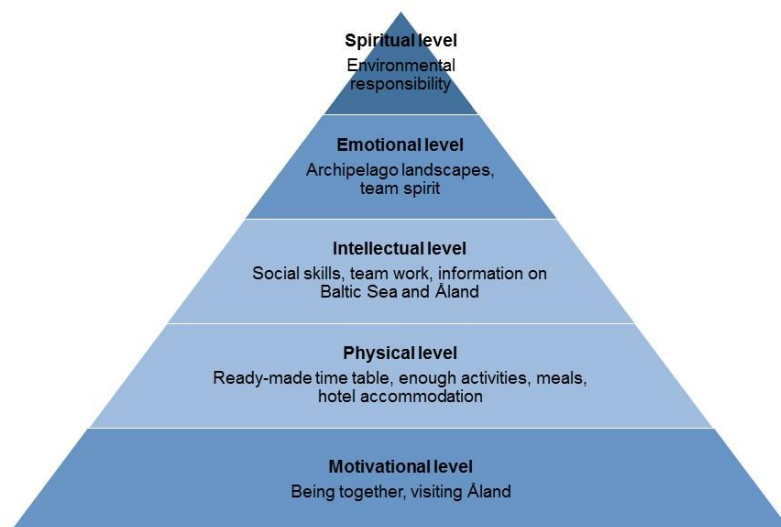 Spiritual level
Environmental
responsibility
Emotional level
Archipelago landscapes,
team spirit
Intellectual level
Social skills, team work, information on
Baltic Sea and Åland
Physical level
Ready-made time table, enough activities, meals,
hotel accommodation
Motivational level
Being together, visiting Åland